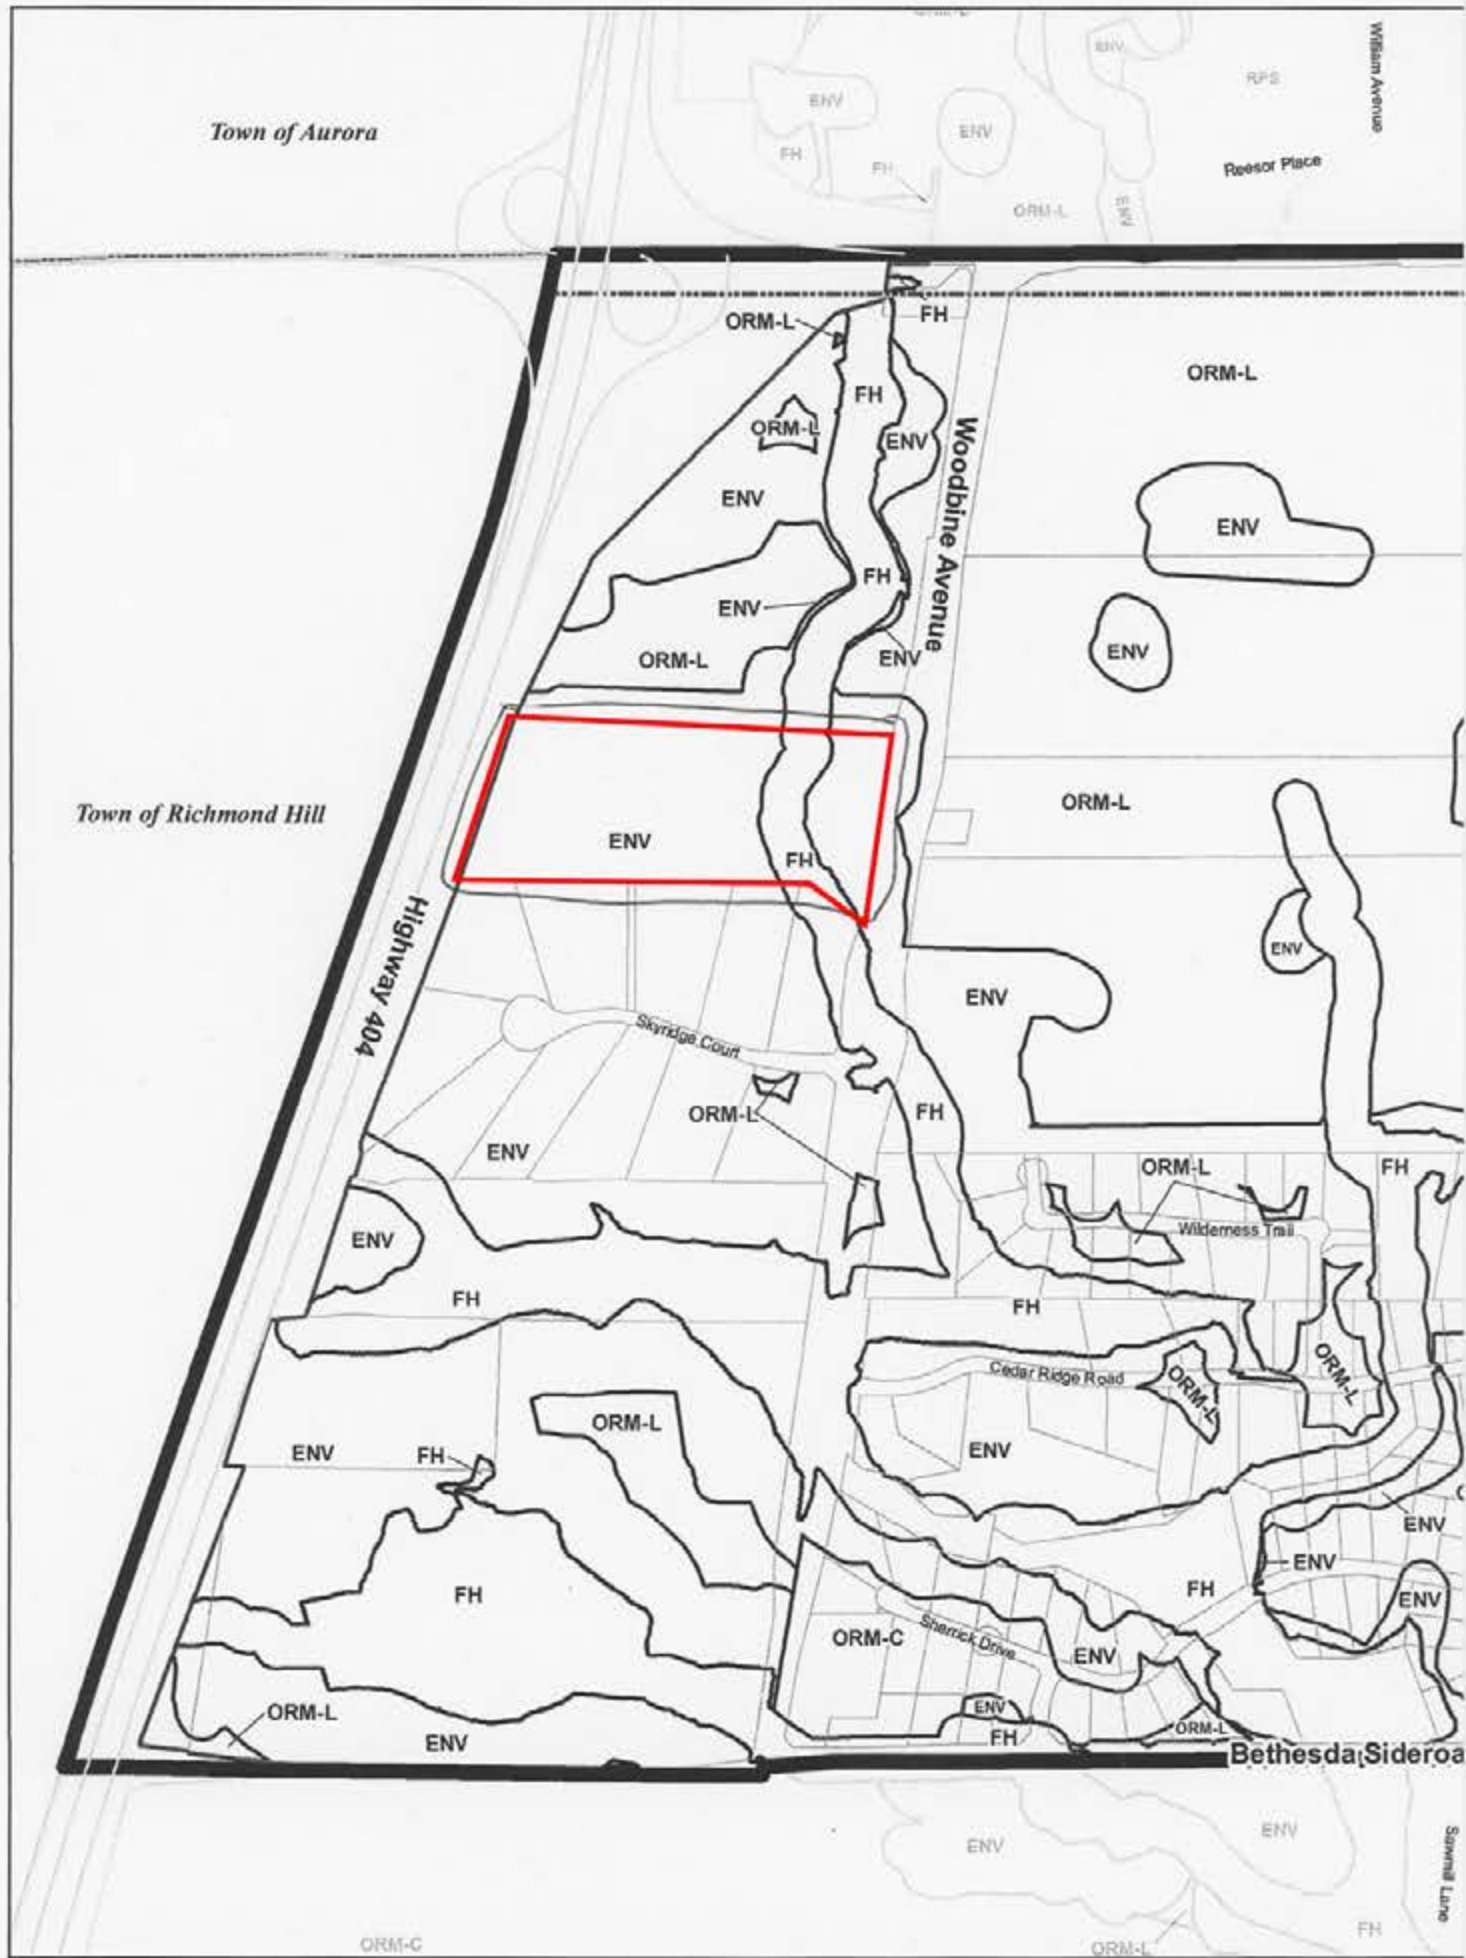 ENV
RPS
William Avenue
ENV
Town of Aurora
ENV
FH
Reesor Place
FH
ORM-L
ENV
ORM-L
FH
ORM-L
FH
ORM-L
ENV
Woodbine Avenue
ENV
ENV
FH
ENV
ENV
ORM-L
ENV
ORM-L
Town of Richmond Hill
ENV
FH
Highway 404
ENV
ENV
Skyridge Court
ORM-L
FH
ENV
ORM-L
FH
Wilderness Trail
ENV
FH
FH
Cedar Ridge Road
ORM-L
ORM-L
ORM-L
ENV
FH
ENV
ENV
ENV
FH
FH
ENV
ORM-C
Sherrick Drive
ENV
ORM-L
ENV
ENV
FH
ORM-L
Bethesda Sideroa
ENV
ENV
Sawmill Lane
FH
ORM-C
ORM-L